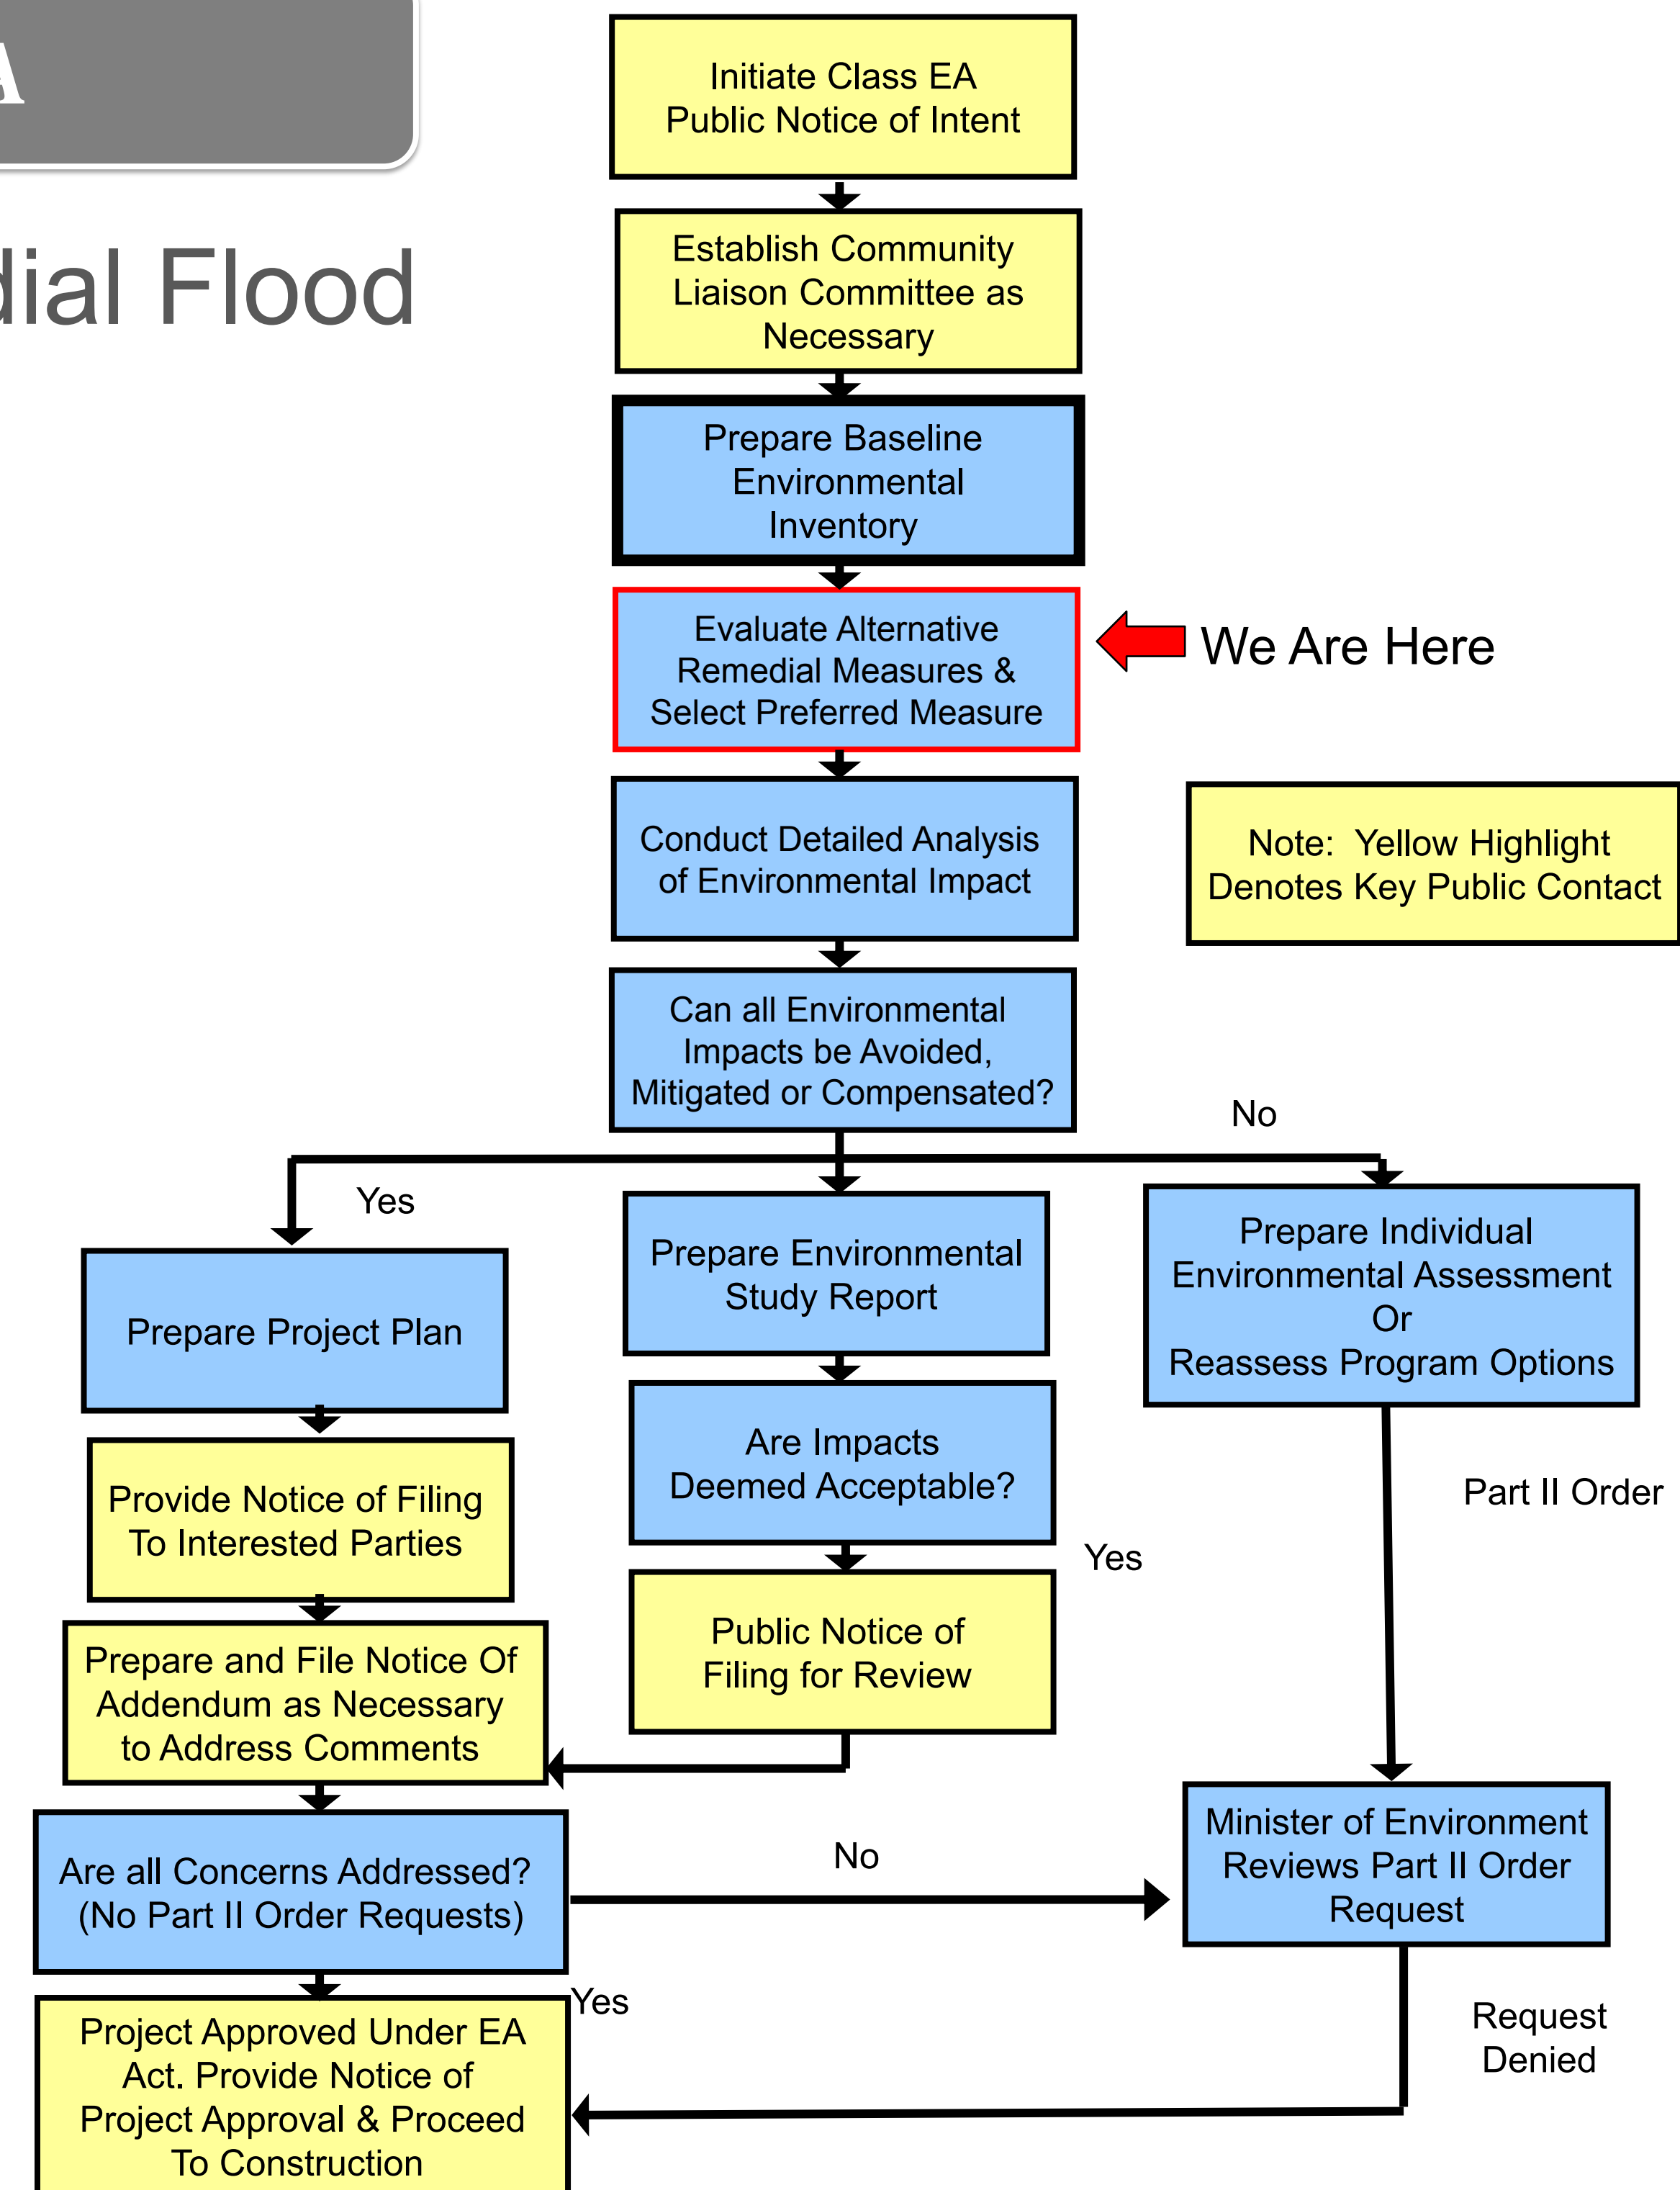 A
dial Flood
Initiate Class EA
Public Notice of Intent
Establish Community
Liaison Committee as
Necessary
Prepare Baseline
Environmental
Inventory
Evaluate Alternative
Remedial Measures &
Select Preferred Measure
We Are Here
Conduct Detailed Analysis
of Environmental Impact
Note: Yellow Highlight
Denotes Key Public Contact
Can all Environmental
Impacts be Avoided,
Mitigated or Compensated?
No
Yes
Prepare Project Plan
Prepare Environmental
Study Report
Prepare Individual
Environmental Assessment
Or
Reassess Program Options
Provide Notice of Filing
To Interested Parties
Are Impacts
Deemed Acceptable?
Part II Order
Yes
Prepare and File Notice Of
Addendum as Necessary
to Address Comments
Public Notice of
Filing for Review
Are all Concerns Addressed?
(No Part II Order Requests)
No
Minister of Environment
Reviews Part II Order
Request
Yes
Project Approved Under EA
Act. Provide Notice of
Project Approval & Proceed
To Construction
Request
Denied